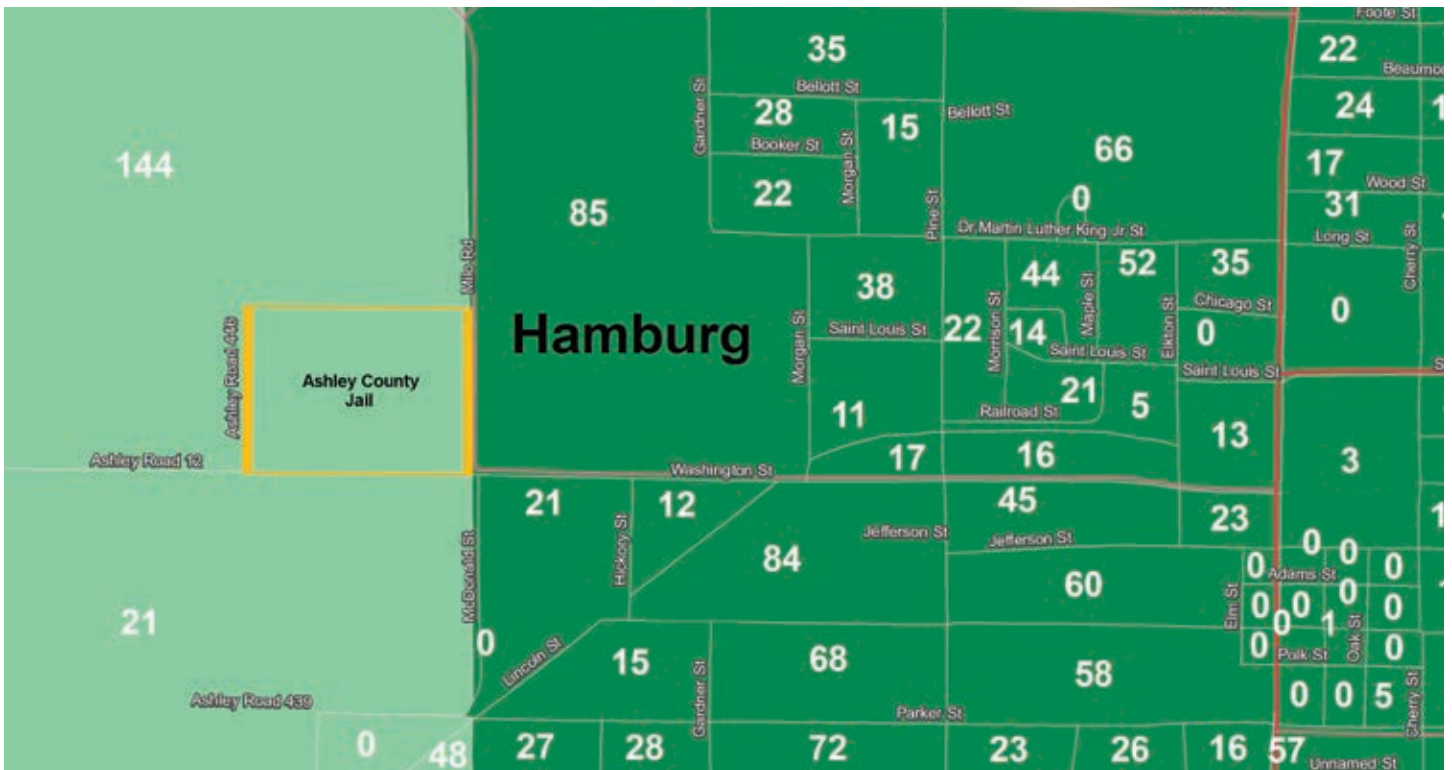 Foote St
35
22
Beaumon
Bellott St
Gardner St
28
24
1
15
Bellott St
Booker St
Morgan St
66
144
17
Wood St
22
0
31
85
Pine St
Dr Martin Luther King Jr St
Long St
Cherry St
Milo Rd
44
52
35
38
Maple St
Chicago St
0
Hamburg
Saint Louis St
22
Morrison St
14
Elkton St
0
Morgan St
Saint Louis St
Saint Louis St
S
Ashley County
Jail
21
5
11
Railroad St
13
Ashley Road 12
17
16
3
Washington St
21
12
45
23
1
Hickory St
Jefferson St
Jefferson St
0
0
84
0
Adams St
0
McDonald St
60
Elm St
0
0
0
0
21
0
1
Oak St
0
Lincoln St
15
68
0
Polk St
0
58
Ashley Road 439
Gardner St
0
0
5
Cherry St
Parker St
0
48
27
28
72
23
26
16
57
Unnamed St